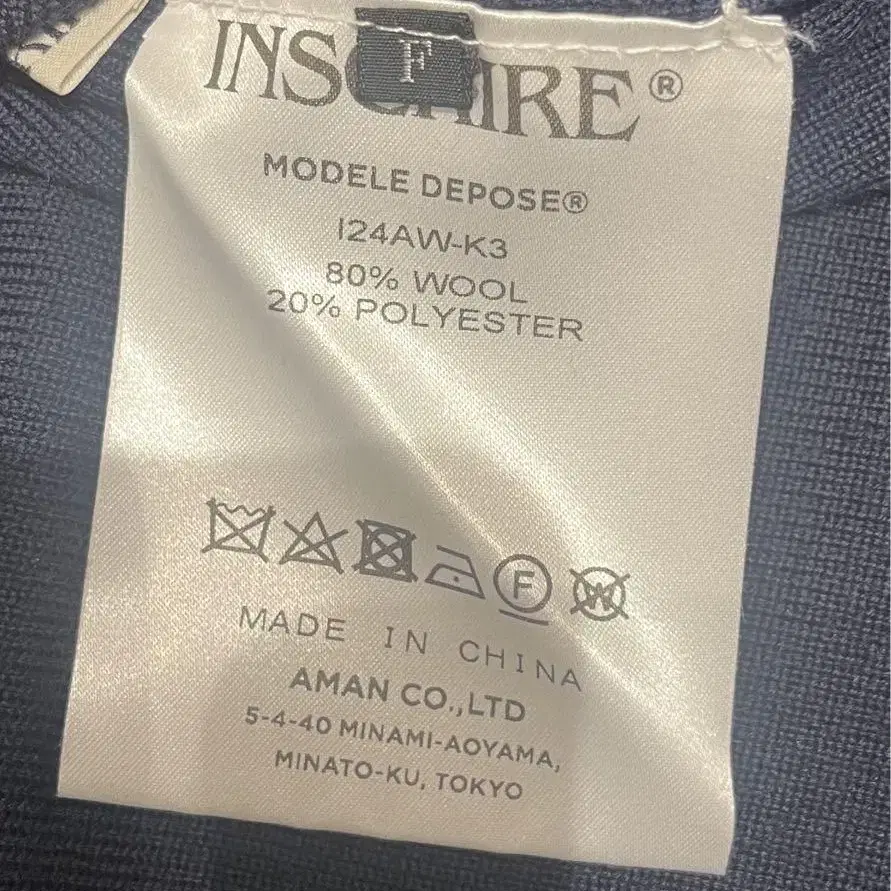 F
MODELE DEPOSE®
I24AW-K3
80% WOOL
20% POLYESTER
F W
MADE IN CHINA
AMAN CO.,LTD
5-4-40 MINAMI-AOYAMA,
MINATO-KU, TOKYO